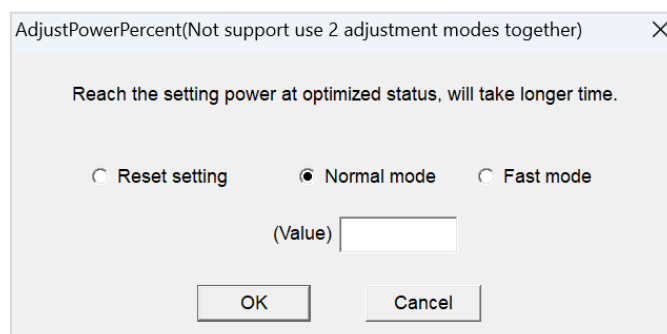 AdjustPowerPercent(Not support use 2 adjustment modes together)
Reach the setting power at optimized status, will take longer time.
Reset setting Normal mode Fast mode
(Value)
OK Cancel